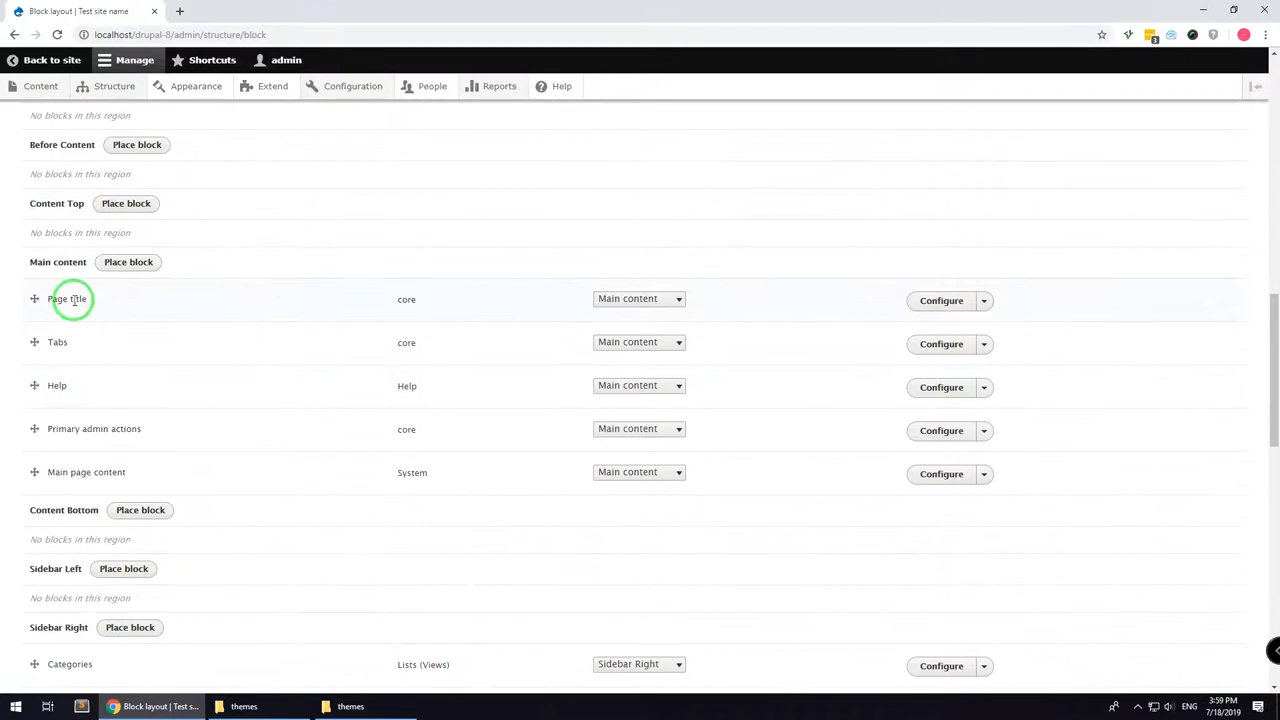 Block layout | Test site name
localhost/drupal-8/admin/structure/block
3
Back to site Manage Shortcuts admin
Content Structure Appearance Extend Configuration People Reports Help
No blocks in this region
Before Content Place block
No blocks in this region
Content Top Place block
No blocks in this region
Main content Place block
Page title core Main content Configure
Tabs core Main content Configure
Help Help Main content Configure
Primary admin actions core Main content Configure
Main page content System Main content Configure
Content Bottom Place block
No blocks in this region
Sidebar Left Place block
No blocks in this region
Sidebar Right Place block
Categories Lists (Views) Sidebar Right Configure
Block layout | Test s... themes themes ENG 3:59 PM
7/18/2019